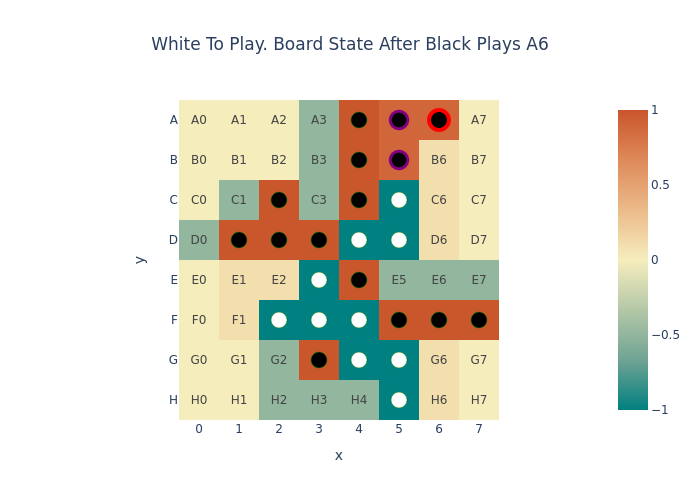 White To Play. Board State After Black Plays A6
A A0 A1 A2 A3 A7
B B0 B1 B2 B3 B6 B7
C C0 C1 C3 C6 C7
D D0 D6 D7
E E0 E1 E2 E5 E6 E7
F F0 F1
G G0 G1 G2 G6 G7
H H0 H1 H2 H3 H4 H6 H7
0 1 2 3 4 5 6 7
x
y
1
0.5
0
−0.5
−1